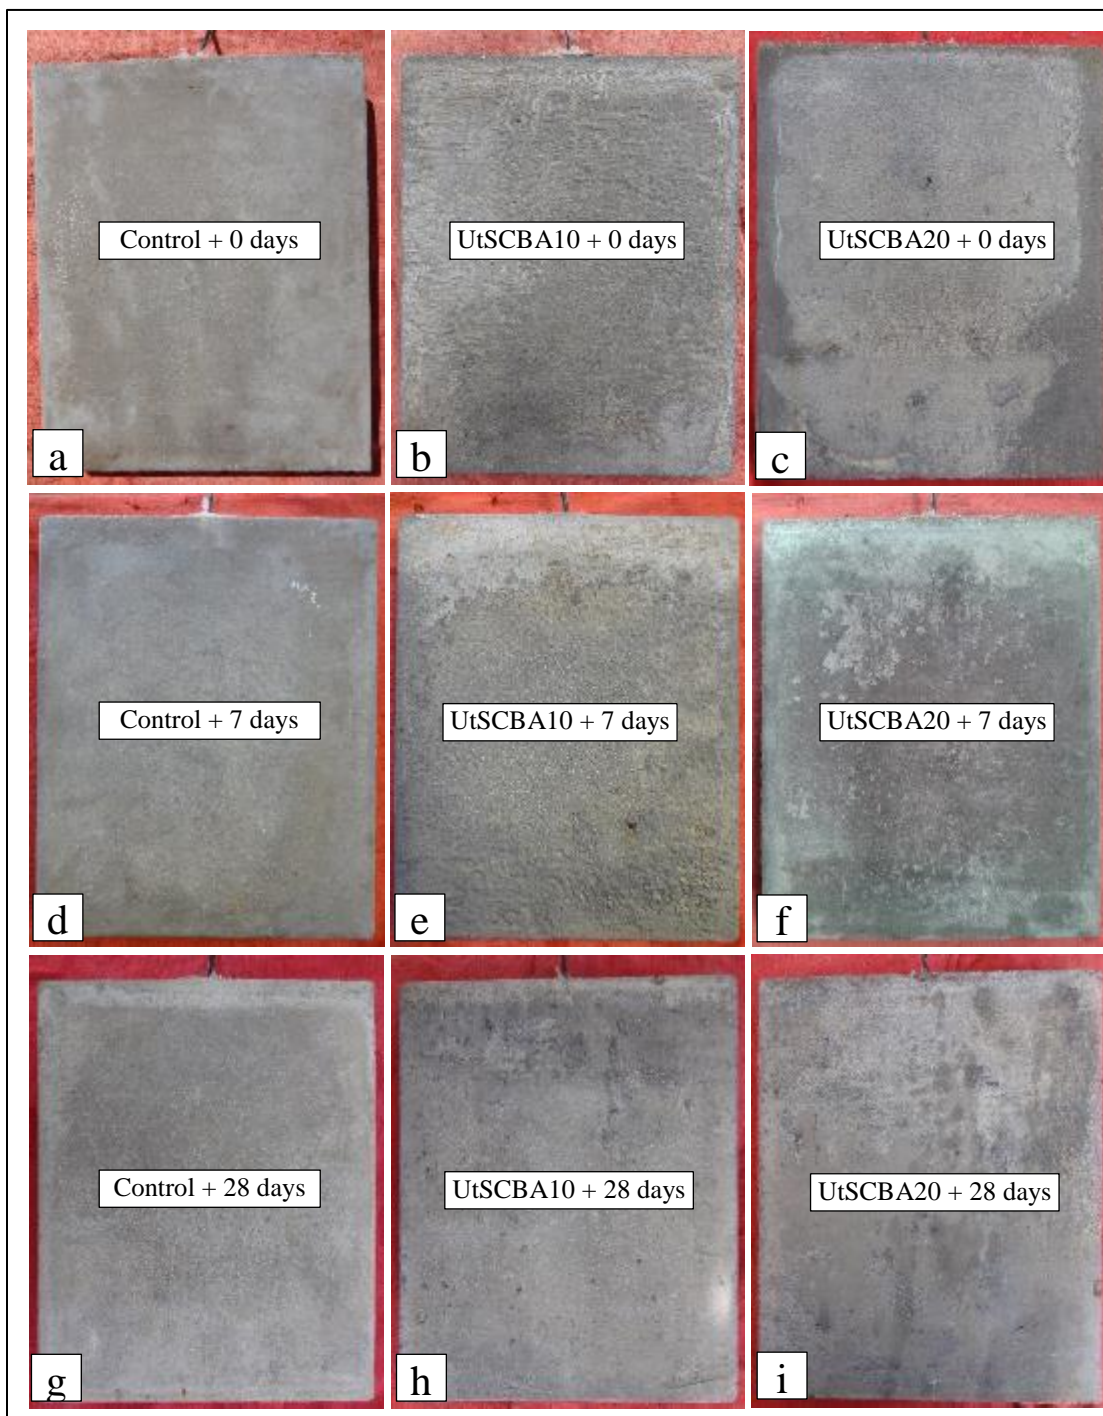 Control + 0 days
UtSCBA10 + 0 days
UtSCBA20 + 0 days
a
b
c
Control + 7 days
UtSCBA10 + 7 days
UtSCBA20 + 7 days
d
e
f
Control + 28 days
UtSCBA10 + 28 days
UtSCBA20 + 28 days
g
h
i